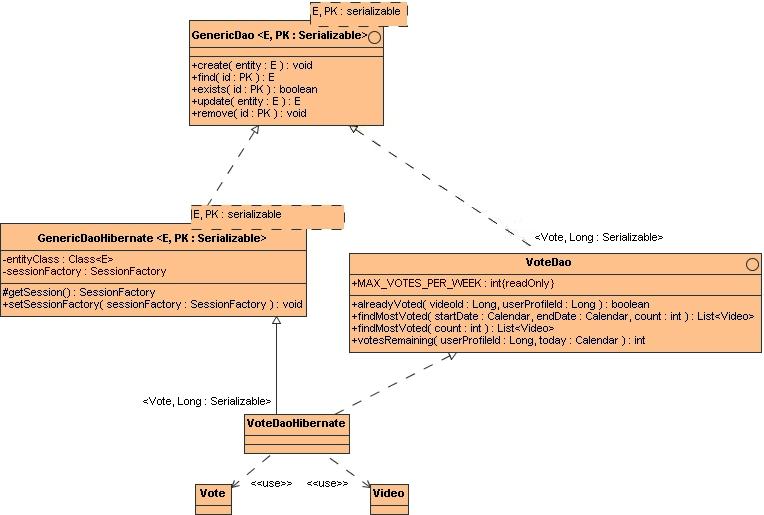 E, PK : serializable
GenericDao <E, PK : Serializable>
+create( entity : E ) : void
+find( id : PK ) : E
+exists( id : PK ) : boolean
+update( entity : E ) : E
+remove( id : PK ) : void
E, PK : serializable
GenericDaoHibernate <E, PK : Serializable>
-entityClass : Class<E>
-sessionFactory : SessionFactory
#getSession() : SessionFactory
+setSessionFactory( sessionFactory : SessionFactory ) : void
<Vote, Long : Serializable>
VoteDao
+MAX_VOTES_PER_WEEK : int{readOnly}
+alreadyVoted( videoId : Long, userProfileId : Long ) : boolean
+findMostVoted( startDate : Calendar, endDate : Calendar, count : int ) : List<Video>
+findMostVoted( count : int ) : List<Video>
+votesRemaining( userProfileId : Long, today : Calendar ) : int
<Vote, Long : Serializable>
VoteDaoHibernate
<<use>>
<<use>>
Vote
Video